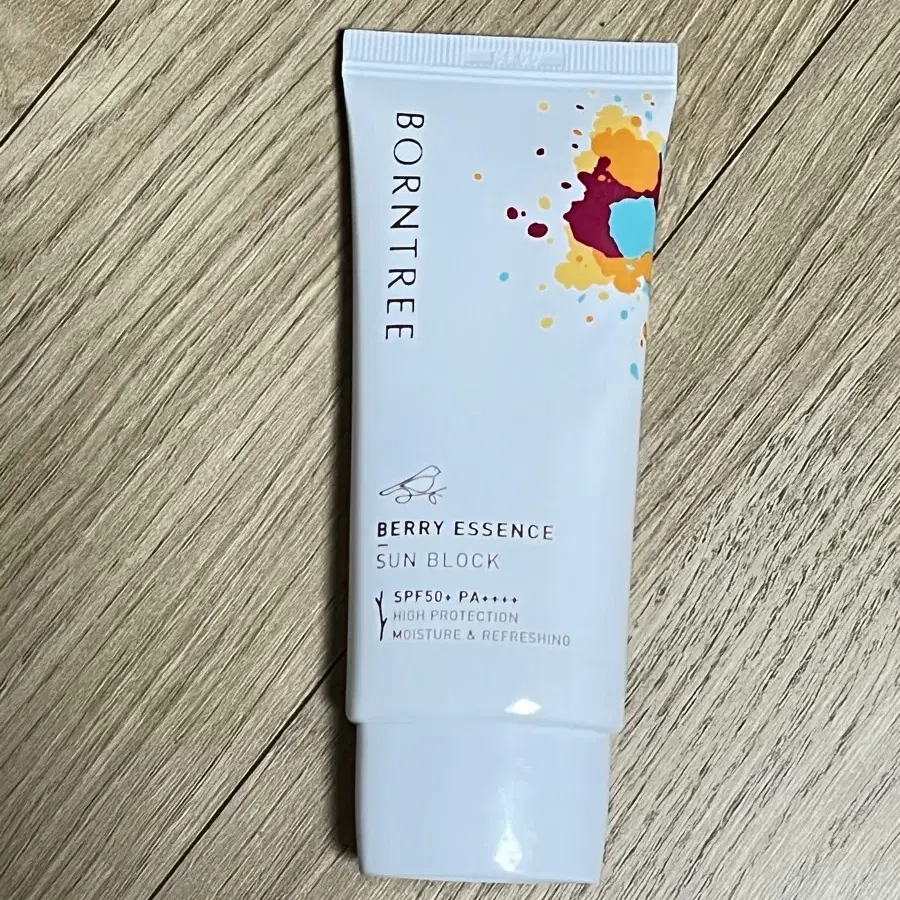 BORNTREE
BERRY ESSENCE
SUN BLOCK
SPF50+ PA++++
HIGH PROTECTION
MOISTURE & REFRESHING